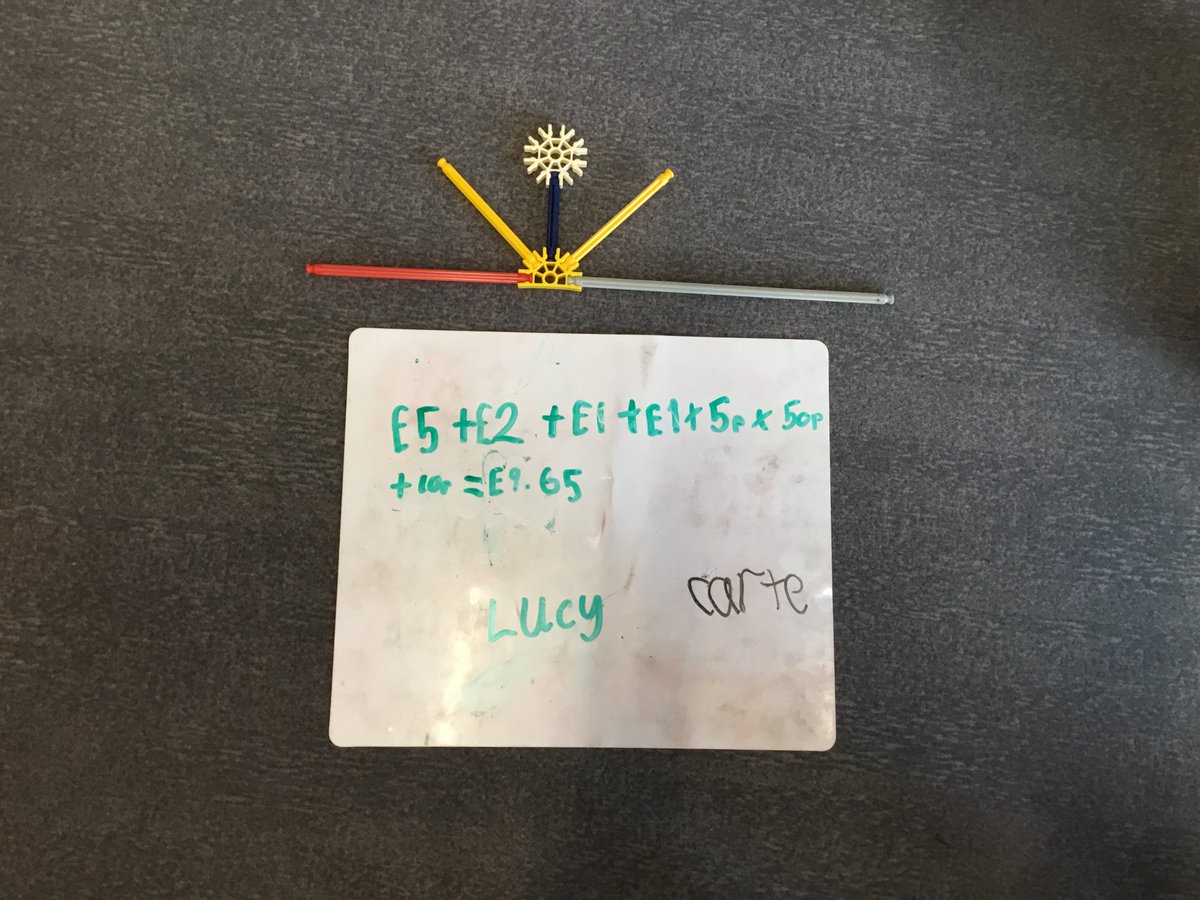 £5 + £2 + £1 + £1 + 5p x 50p
+ 10p = £9.65
Lucy
carte